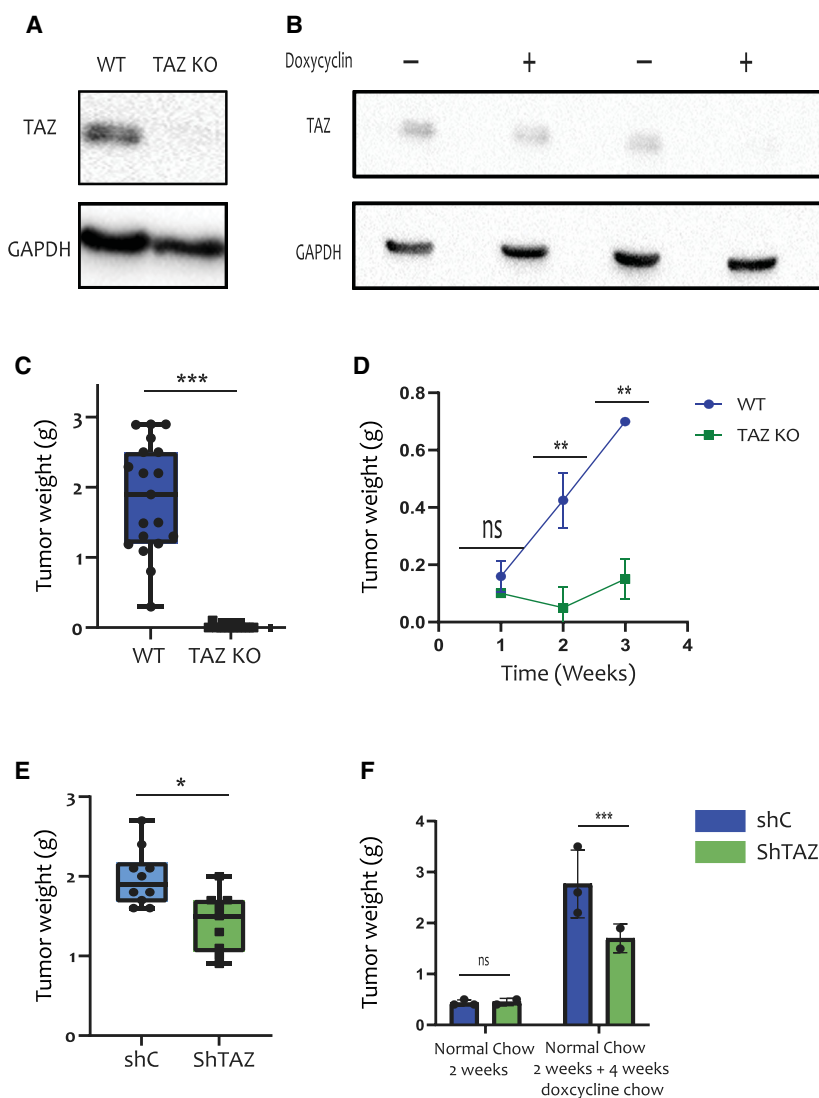 A
WT TAZ KO
TAZ
GAPDH
B
Doxycyclin − + − +
TAZ
GAPDH
C
***
Tumor weight (g)
3
2
1
0
WT TAZ KO
D
0.8
0.6
0.4
0.2
0.0
Tumor weight (g)
ns
**
**
WT
TAZ KO
0 1 2 3 4
Time (Weeks)
E
*
Tumor weight (g)
3
2
1
0
shC ShTAZ
F
Tumor weight (g)
4
3
2
1
0
ns
***
shC
ShTAZ
Normal Chow
2 weeks
Normal Chow
2 weeks + 4 weeks
doxcycline chow